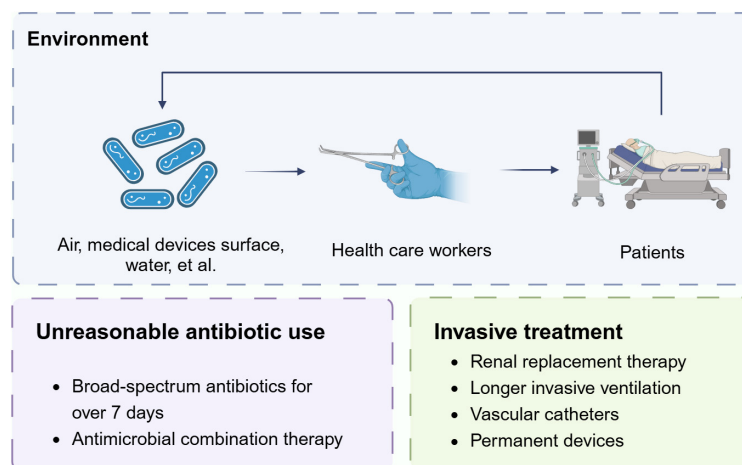 Environment
Air, medical devices surface,
water, et al.
Health care workers
Patients
Unreasonable antibiotic use
• Broad-spectrum antibiotics for
over 7 days
• Antimicrobial combination therapy
Invasive treatment
• Renal replacement therapy
• Longer invasive ventilation
• Vascular catheters
• Permanent devices